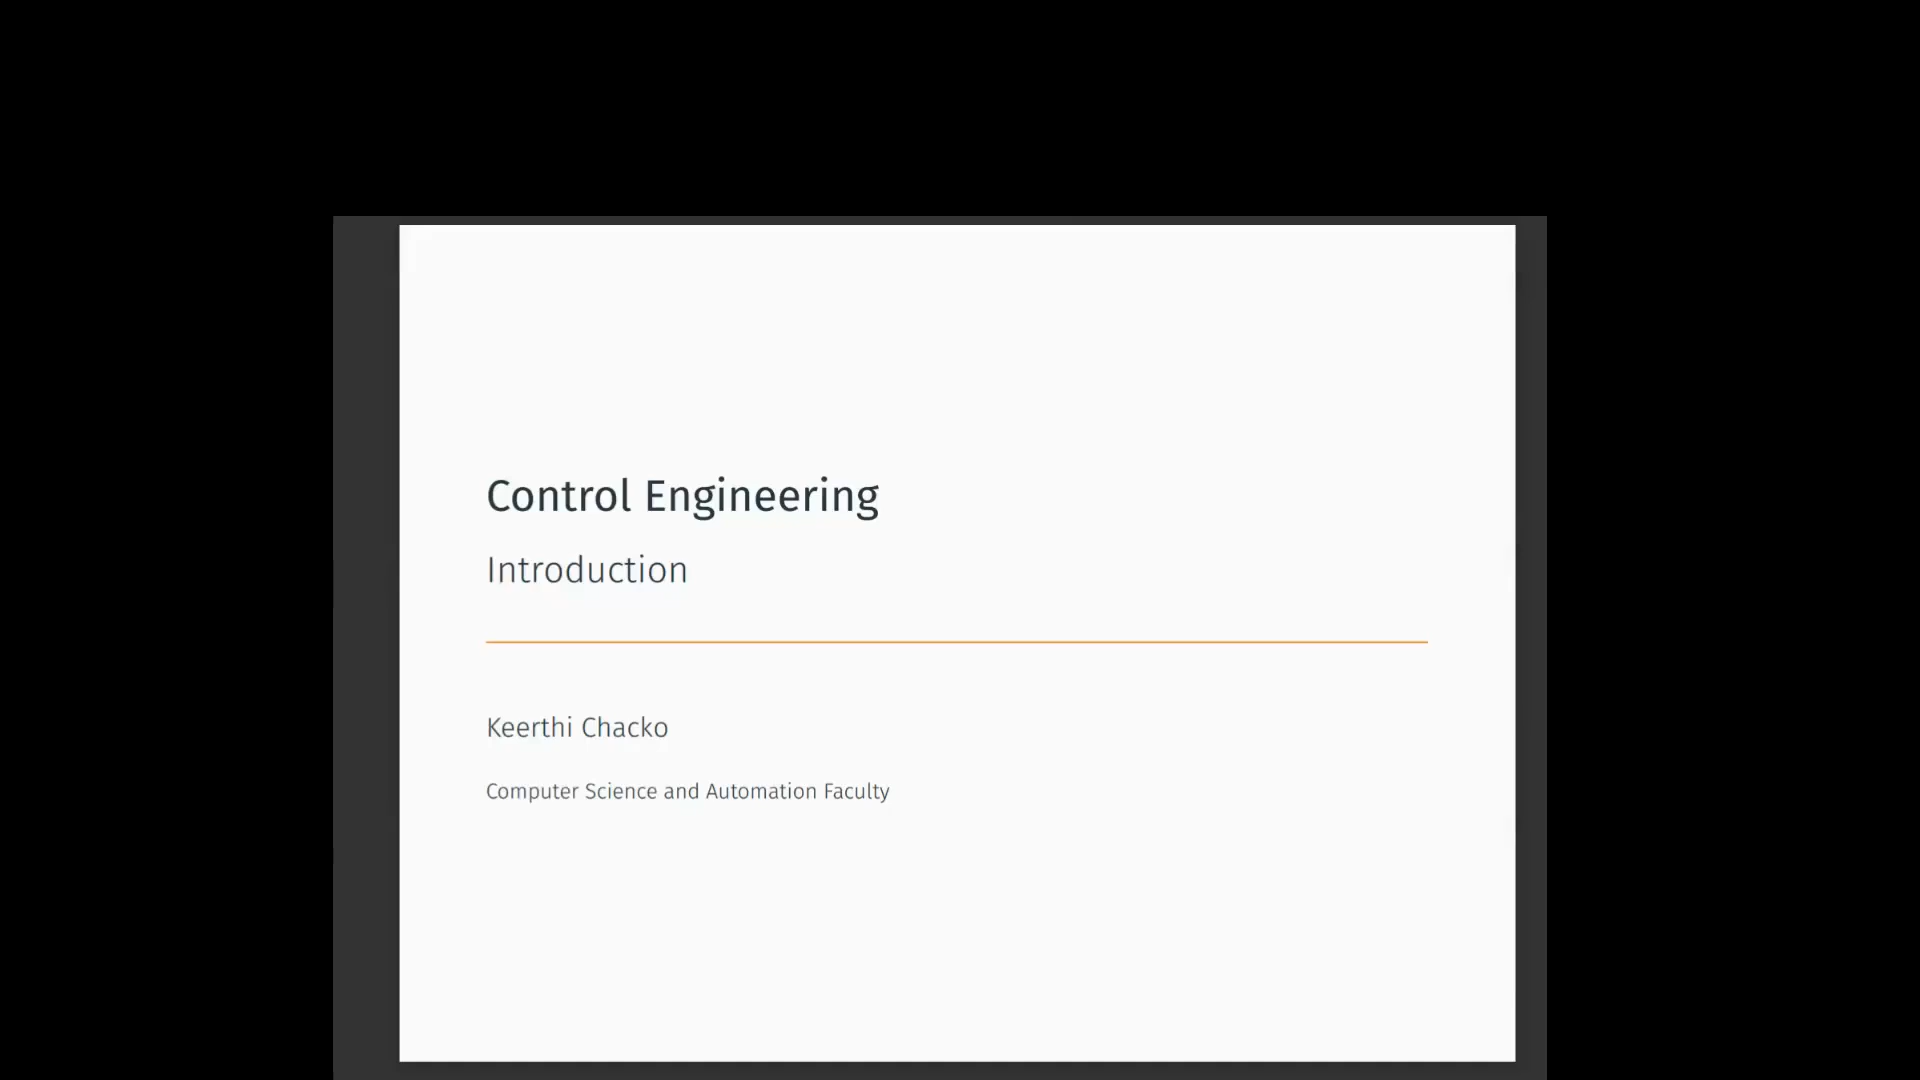 Control Engineering
Introduction
Keerthi Chacko
Computer Science and Automation Faculty